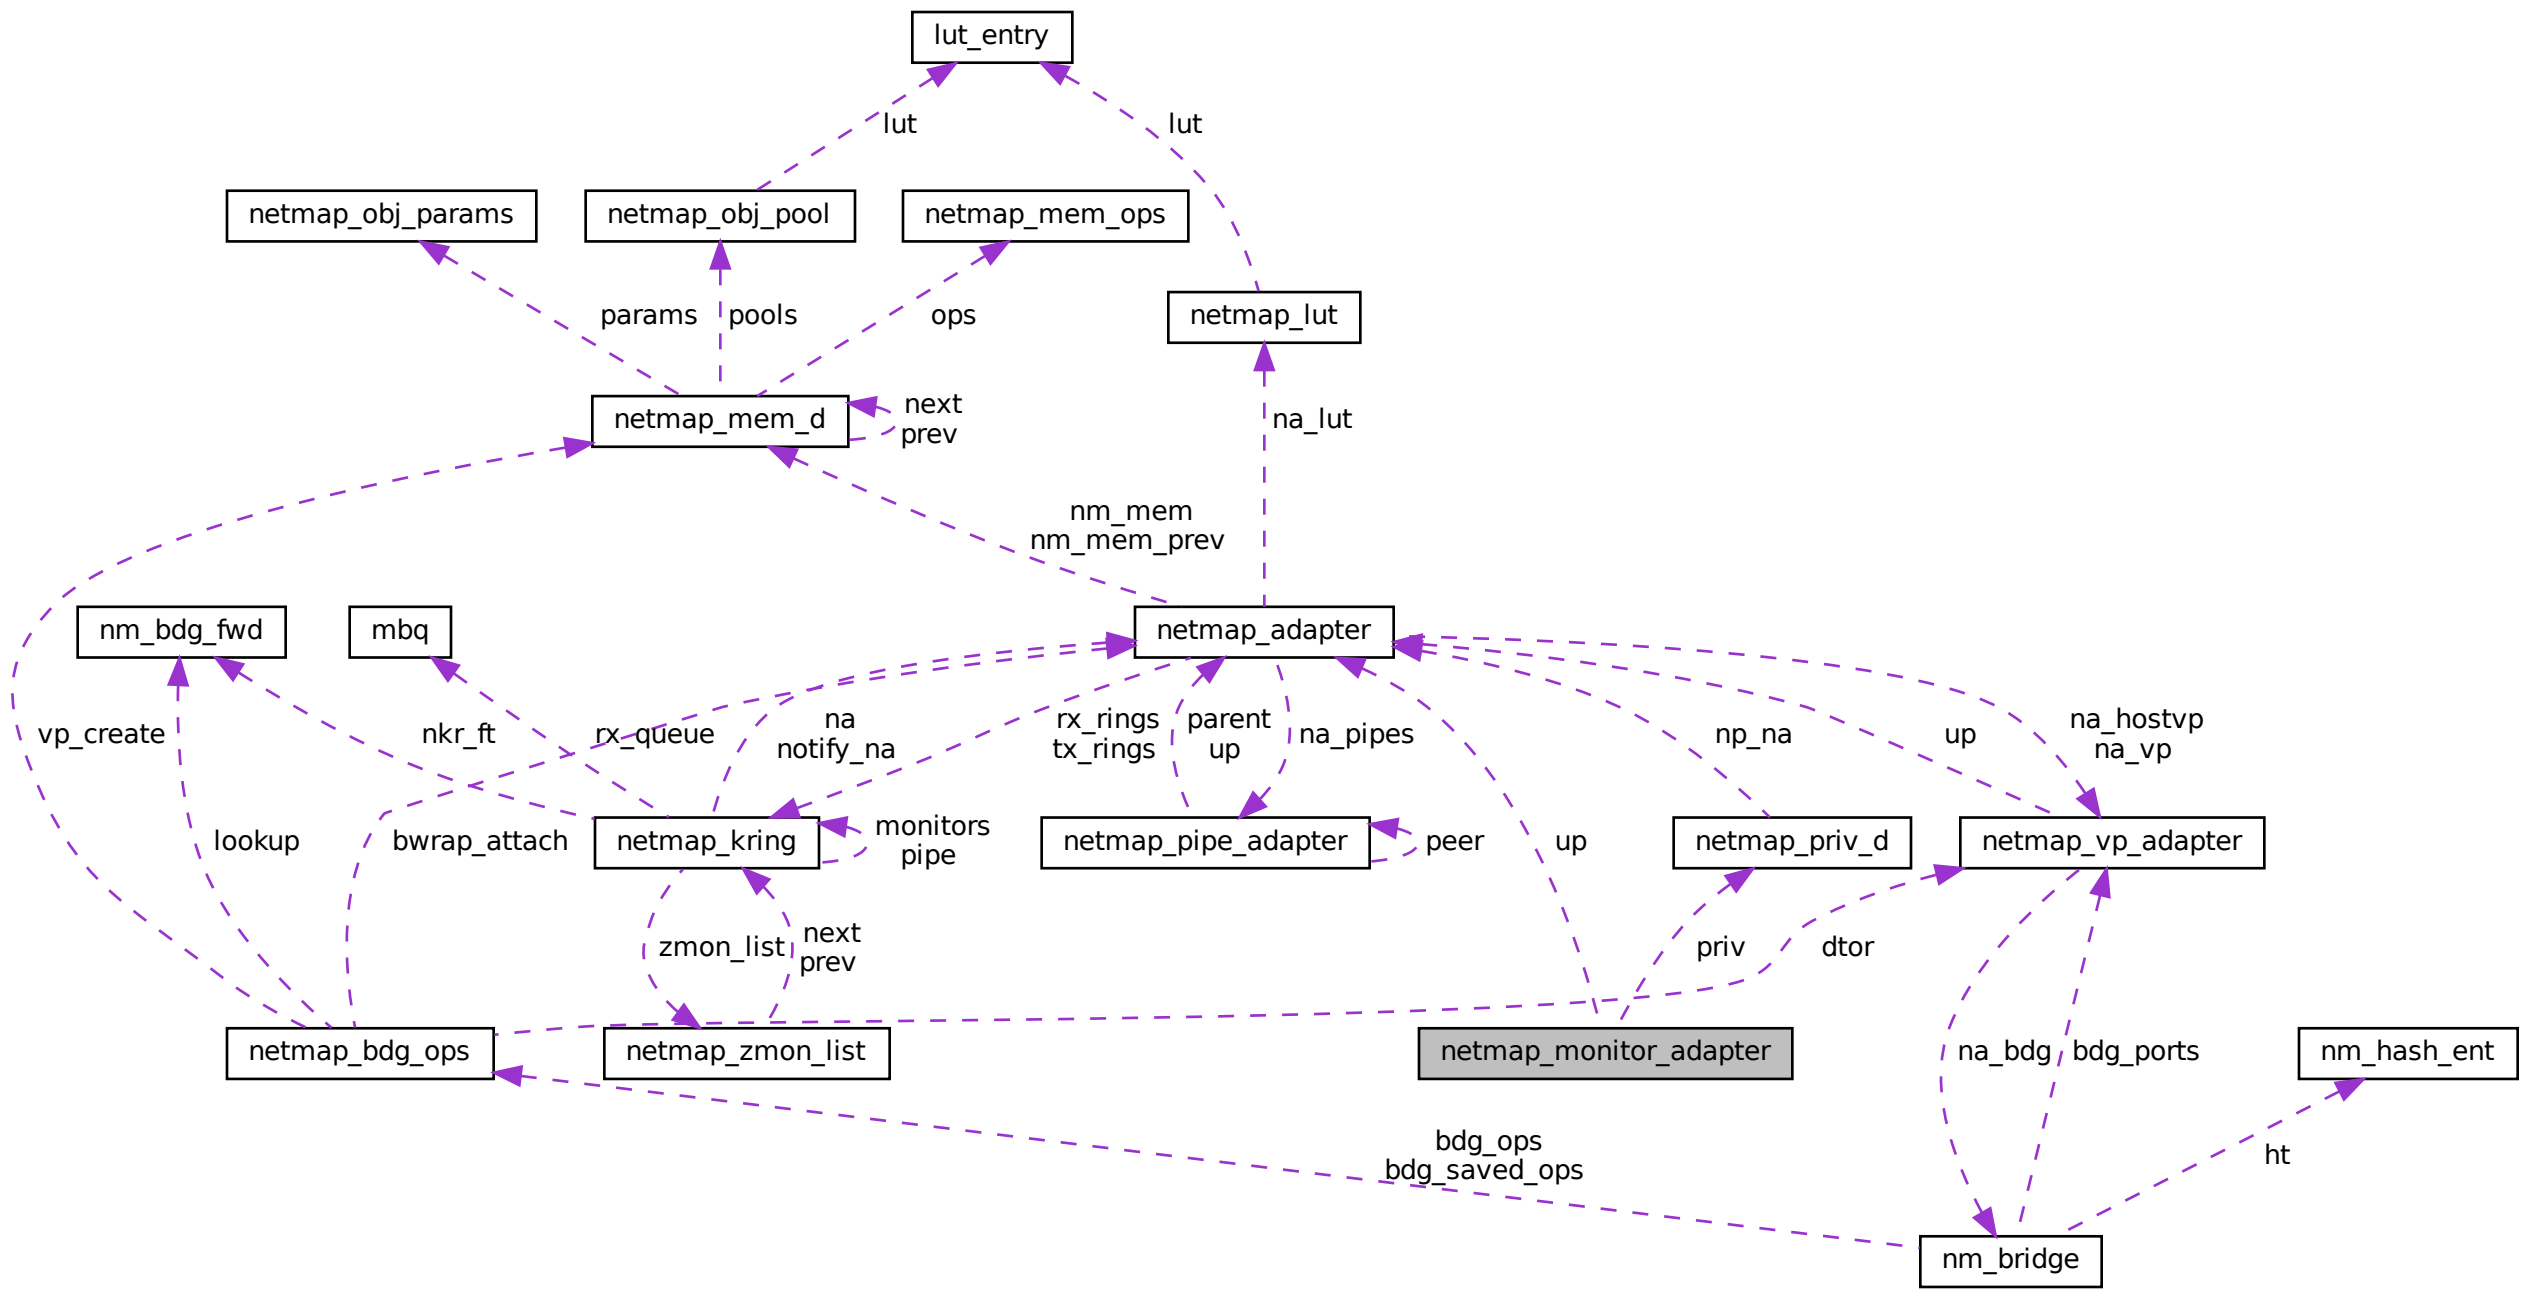 lut_entry
lut
lut
netmap_obj_params
netmap_obj_pool
netmap_mem_ops
params
pools
ops
netmap_lut
netmap_mem_d
next
prev
na_lut
nm_mem
nm_mem_prev
nm_bdg_fwd
mbq
netmap_adapter
vp_create
nkr_ft
rx_queue
na
notify_na
rx_rings
tx_rings
parent
up
na_pipes
np_na
up
na_hostvp
na_vp
lookup
bwrap_attach
netmap_kring
monitors
pipe
netmap_pipe_adapter
peer
up
netmap_priv_d
netmap_vp_adapter
zmon_list
next
prev
priv
dtor
netmap_bdg_ops
netmap_zmon_list
netmap_monitor_adapter
na_bdg
bdg_ports
nm_hash_ent
bdg_ops
bdg_saved_ops
ht
nm_bridge